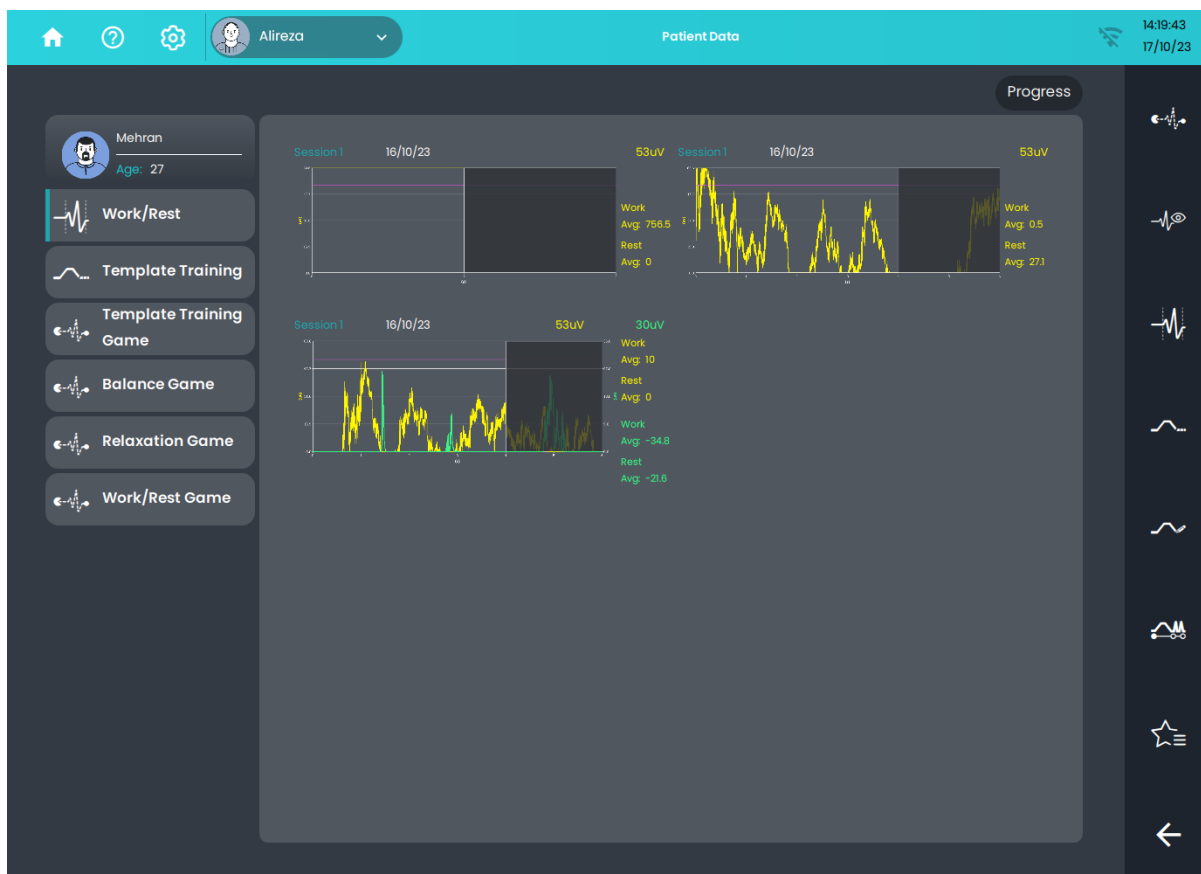 Alireza
Patient Data
14:19:43
17/10/23
Progress
Mehran
Age: 27
Work/Rest
Template Training
Template Training
Game
Balance Game
Relaxation Game
Work/Rest Game
Session 1 16/10/23 53uV
Work
Avg: 756.5
Rest
Avg: 0
Session 1 16/10/23 53uV
Work
Avg: 0.5
Rest
Avg: 27.1
Session 1 16/10/23 53uV 30uV
Work
Avg: 10
Rest
Avg: 0
Work
Avg: -34.8
Rest
Avg: -21.6